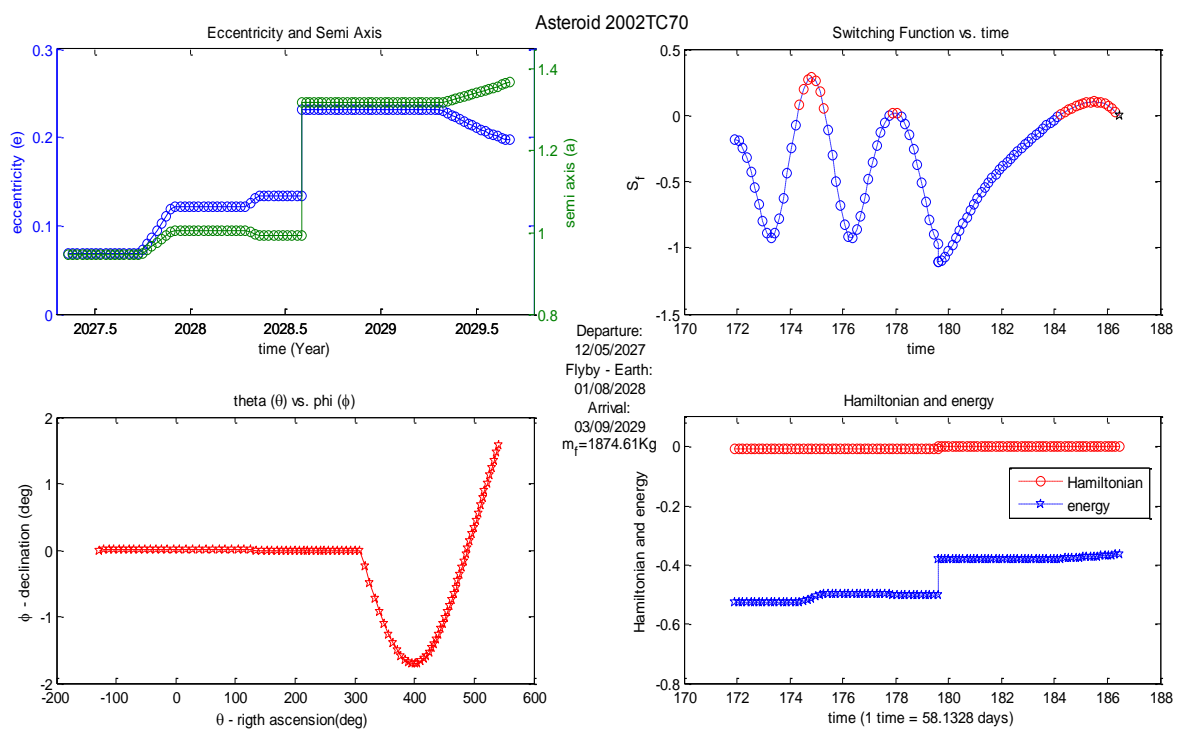 Asteroid 2002TC70
Eccentricity and Semi Axis
0.3
0.2
0.1
0
eccentricity (e)
1.4
1.2
1
0.8
semi axis (a)
2027.5 2028 2028.5 2029 2029.5
time (Year)
Switching Function vs. time
0.5
0
-0.5
-1
-1.5
S_f
170 172 174 176 178 180 182 184 186 188
time
Departure:
12/05/2027
Flyby - Earth:
01/08/2028
Arrival:
03/09/2029
m_f=1874.61Kg
theta (θ) vs. phi (ϕ)
2
1
0
-1
-2
ϕ - declination (deg)
-200 -100 0 100 200 300 400 500 600
θ - rigth ascension(deg)
Hamiltonian and energy
0
-0.2
-0.4
-0.6
-0.8
Hamiltonian and energy
Hamiltonian
energy
170 172 174 176 178 180 182 184 186 188
time (1 time = 58.1328 days)